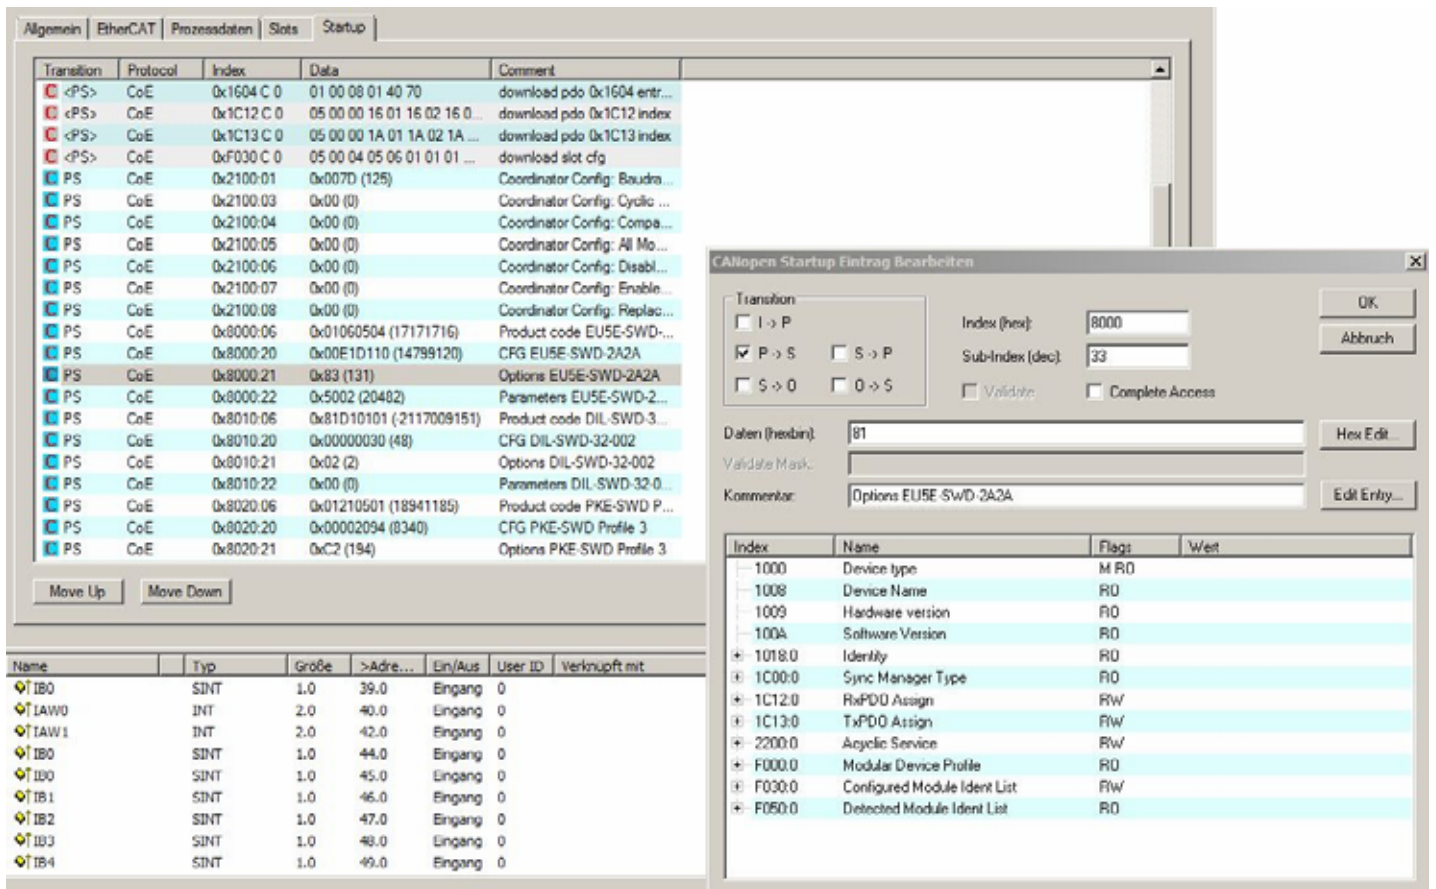 Allgemein EtherCAT Prozessdaten Slots Startup
Transition Protocol Index Data Comment
C <PS> CoE 0x1604 C 0 01 00 08 01 40 70 download pdo 0x1604 entr...
C <PS> CoE 0x1C12 C 0 05 00 00 16 01 16 02 16 0... download pdo 0x1C12 index
C <PS> CoE 0x1C13 C 0 05 00 00 1A 01 1A 02 1A ... download pdo 0x1C13 index
C <PS> CoE 0xF030 C 0 05 00 04 05 06 01 01 01 ... download slot cfg
C PS CoE 0x2100:01 0x007D (125) Coordinator Config: Baudra...
C PS CoE 0x2100:03 0x00 (0) Coordinator Config: Cyclic ...
C PS CoE 0x2100:04 0x00 (0) Coordinator Config: Compa...
C PS CoE 0x2100:05 0x00 (0) Coordinator Config: All Mo...
C PS CoE 0x2100:06 0x00 (0) Coordinator Config: Disabl...
C PS CoE 0x2100:07 0x00 (0) Coordinator Config: Enable...
C PS CoE 0x2100:08 0x00 (0) Coordinator Config: Replac...
C PS CoE 0x8000:06 0x01060504 (17171716) Product code EU5E-SWD-...
C PS CoE 0x8000:20 0x00E1D110 (14799120) CFG EU5E-SWD-2A2A
C PS CoE 0x8000:21 0x83 (131) Options EU5E-SWD-2A2A
C PS CoE 0x8000:22 0x5002 (20482) Parameters EU5E-SWD-2...
C PS CoE 0x8010:06 0x81D10101 (-2117009151) Product code DIL-SWD-3...
C PS CoE 0x8010:20 0x00000030 (48) CFG DIL-SWD-32-002
C PS CoE 0x8010:21 0x02 (2) Options DIL-SWD-32-002
C PS CoE 0x8010:22 0x00 (0) Parameters DIL-SWD-32-0...
C PS CoE 0x8020:06 0x01210501 (18941185) Product code PKE-SWD P...
C PS CoE 0x8020:20 0x00002094 (8340) CFG PKE-SWD Profile 3
C PS CoE 0x8020:21 0xC2 (194) Options PKE-SWD Profile 3
Move Up Move Down
Name Typ Größe >Adre... Ein/Aus User ID Verknüpft mit
IB0 SINT 1.0 39.0 Eingang 0
IAW0 INT 2.0 40.0 Eingang 0
IAW1 INT 2.0 42.0 Eingang 0
IB0 SINT 1.0 44.0 Eingang 0
IB0 SINT 1.0 45.0 Eingang 0
IB1 SINT 1.0 46.0 Eingang 0
IB2 SINT 1.0 47.0 Eingang 0
IB3 SINT 1.0 48.0 Eingang 0
IB4 SINT 1.0 49.0 Eingang 0
CANopen Startup Eintrag Bearbeiten
Transition
I -> P
P -> S S -> P
S -> O O -> S
Index (hex): 8000
Sub-Index (dec): 33
Validate Complete Access
OK
Abbruch
Daten (hexbin): 81 Hex Edit...
Validate Mask:
Kommentar: Options EU5E-SWD-2A2A Edit Entry...
Index Name Flags Wert
1000 Device type M RO
1008 Device Name RO
1009 Hardware version RO
100A Software Version RO
1018:0 Identity RO
1C00:0 Sync Manager Type RO
1C12:0 RxPDO Assign RW
1C13:0 TxPDO Assign RW
2200:0 Acyclic Service RW
F000:0 Modular Device Profile RO
F030:0 Configured Module Ident List RW
F050:0 Detected Module Ident List RO